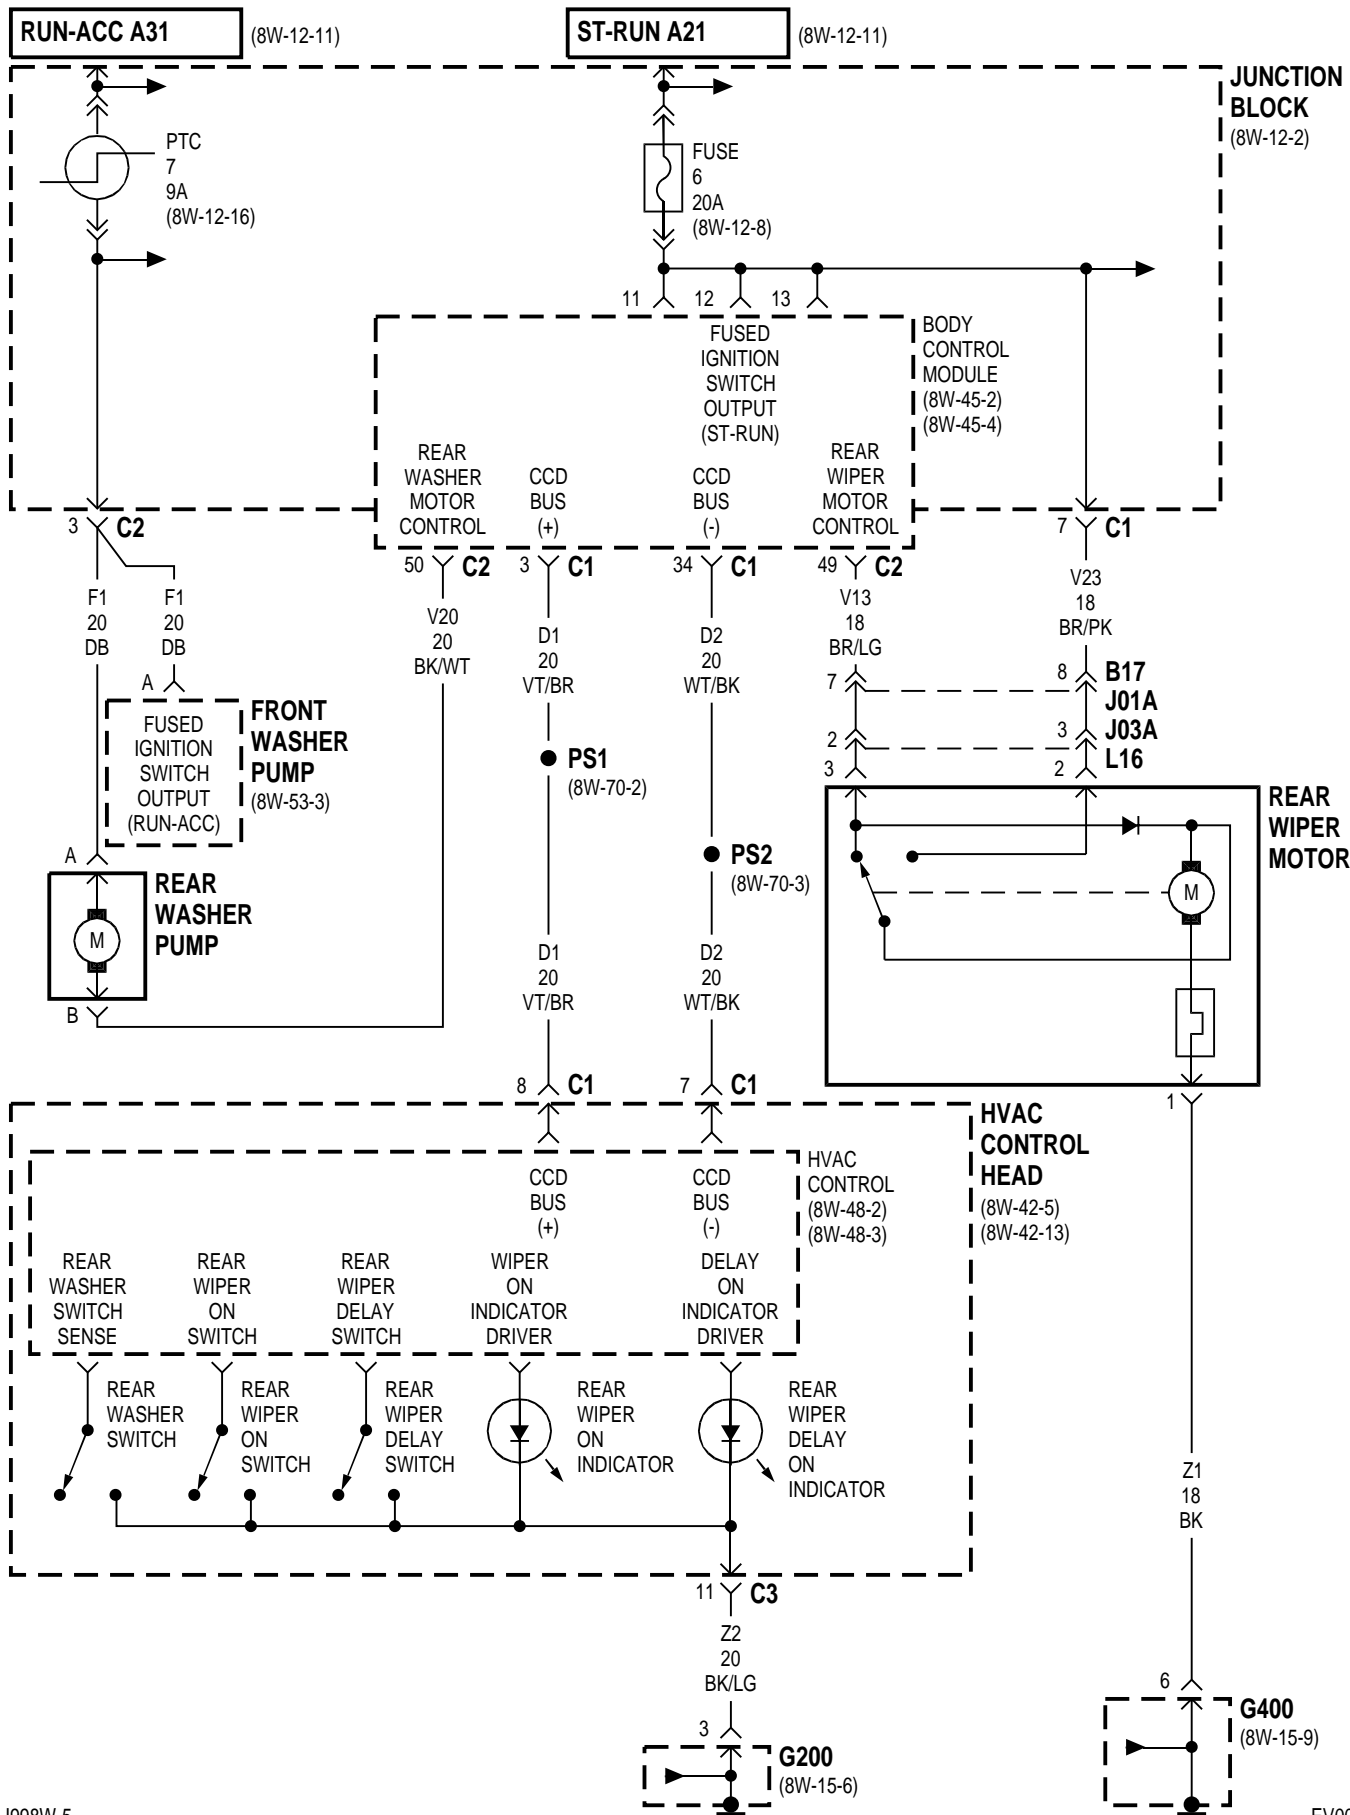 RUN-ACC A31
(8W-12-11)
ST-RUN A21
(8W-12-11)
JUNCTION
BLOCK
(8W-12-2)
PTC
7
9A
(8W-12-16)
FUSE
6
20A
(8W-12-8)
11
12
13
FUSED
IGNITION
SWITCH
OUTPUT
(ST-RUN)
BODY
CONTROL
MODULE
(8W-45-2)
(8W-45-4)
REAR
WASHER
MOTOR
CONTROL
CCD
BUS
(+)
CCD
BUS
(-)
REAR
WIPER
MOTOR
CONTROL
3
C2
50
C2
3
C1
34
C1
49
C2
7
C1
F1
20
DB
F1
20
DB
V20
20
BK/WT
D1
20
VT/BR
D2
20
WT/BK
V13
18
BR/LG
V23
18
BR/PK
A
7
8
B17
J01A
2
3
J03A
L16
3
2
FUSED
IGNITION
SWITCH
OUTPUT
(RUN-ACC)
FRONT
WASHER
PUMP
(8W-53-3)
PS1
(8W-70-2)
PS2
(8W-70-3)
REAR
WIPER
MOTOR
M
A
REAR
WASHER
PUMP
M
B
D1
20
VT/BR
D2
20
WT/BK
8
C1
7
C1
1
HVAC
CONTROL
HEAD
(8W-42-5)
(8W-42-13)
HVAC
CONTROL
(8W-48-2)
(8W-48-3)
CCD
BUS
(+)
CCD
BUS
(-)
REAR
WASHER
SWITCH
SENSE
REAR
WIPER
ON
SWITCH
REAR
WIPER
DELAY
SWITCH
WIPER
ON
INDICATOR
DRIVER
DELAY
ON
INDICATOR
DRIVER
REAR
WASHER
SWITCH
REAR
WIPER
ON
SWITCH
REAR
WIPER
DELAY
SWITCH
REAR
WIPER
ON
INDICATOR
REAR
WIPER
DELAY
ON
INDICATOR
Z1
18
BK
11
C3
Z2
20
BK/LG
3
G200
(8W-15-6)
6
G400
(8W-15-9)